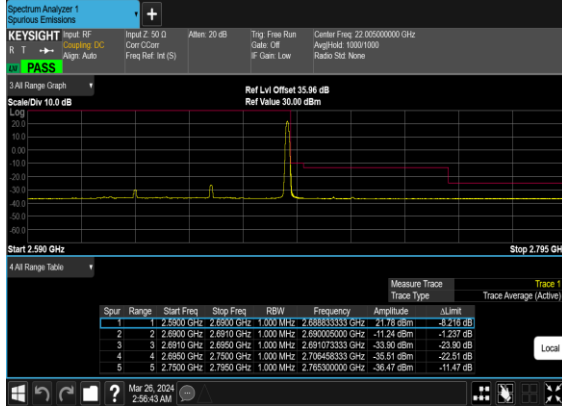 Spectrum Analyzer 1
Spurious Emissions
KEYSIGHT Input: RF Input Z: 50 Ω Atten: 20 dB Trig: Free Run Center Freq: 22.005000000 GHz
R T Coupling: DC Corr CCorr Gate: Off Avg|Hold: 1000/1000
Align: Auto Freq Ref: Int (S) IF Gain: Low Radio Std: None
PASS
3 All Range Graph
Ref Lvl Offset 35.96 dB
Scale/Div 10.0 dB Ref Value 30.00 dBm
Log
20.0
10.0
0.00
-10.0
-20.0
-30.0
-40.0
-50.0
-60.0
Start 2.590 GHz Stop 2.795 GH
4 All Range Table
Measure Trace Trace 1
Trace Type Trace Average (Active)
Spur Range Start Freq Stop Freq RBW Frequency Amplitude ΔLimit
1 1 2.5900 GHz 2.6900 GHz 1.000 MHz 2.688833333 GHz 21.78 dBm -8.216 dB
2 2 2.6900 GHz 2.6910 GHz 1.000 MHz 2.690005000 GHz -11.24 dBm -1.237 dB
3 3 2.6910 GHz 2.6950 GHz 1.000 MHz 2.691073333 GHz -33.90 dBm -23.90 dB
4 4 2.6950 GHz 2.7500 GHz 1.000 MHz 2.706458333 GHz -35.51 dBm -22.51 dB
5 5 2.7500 GHz 2.7950 GHz 1.000 MHz 2.765300000 GHz -36.47 dBm -11.47 dB
Local
Mar 26, 2024
2:56:43 AM